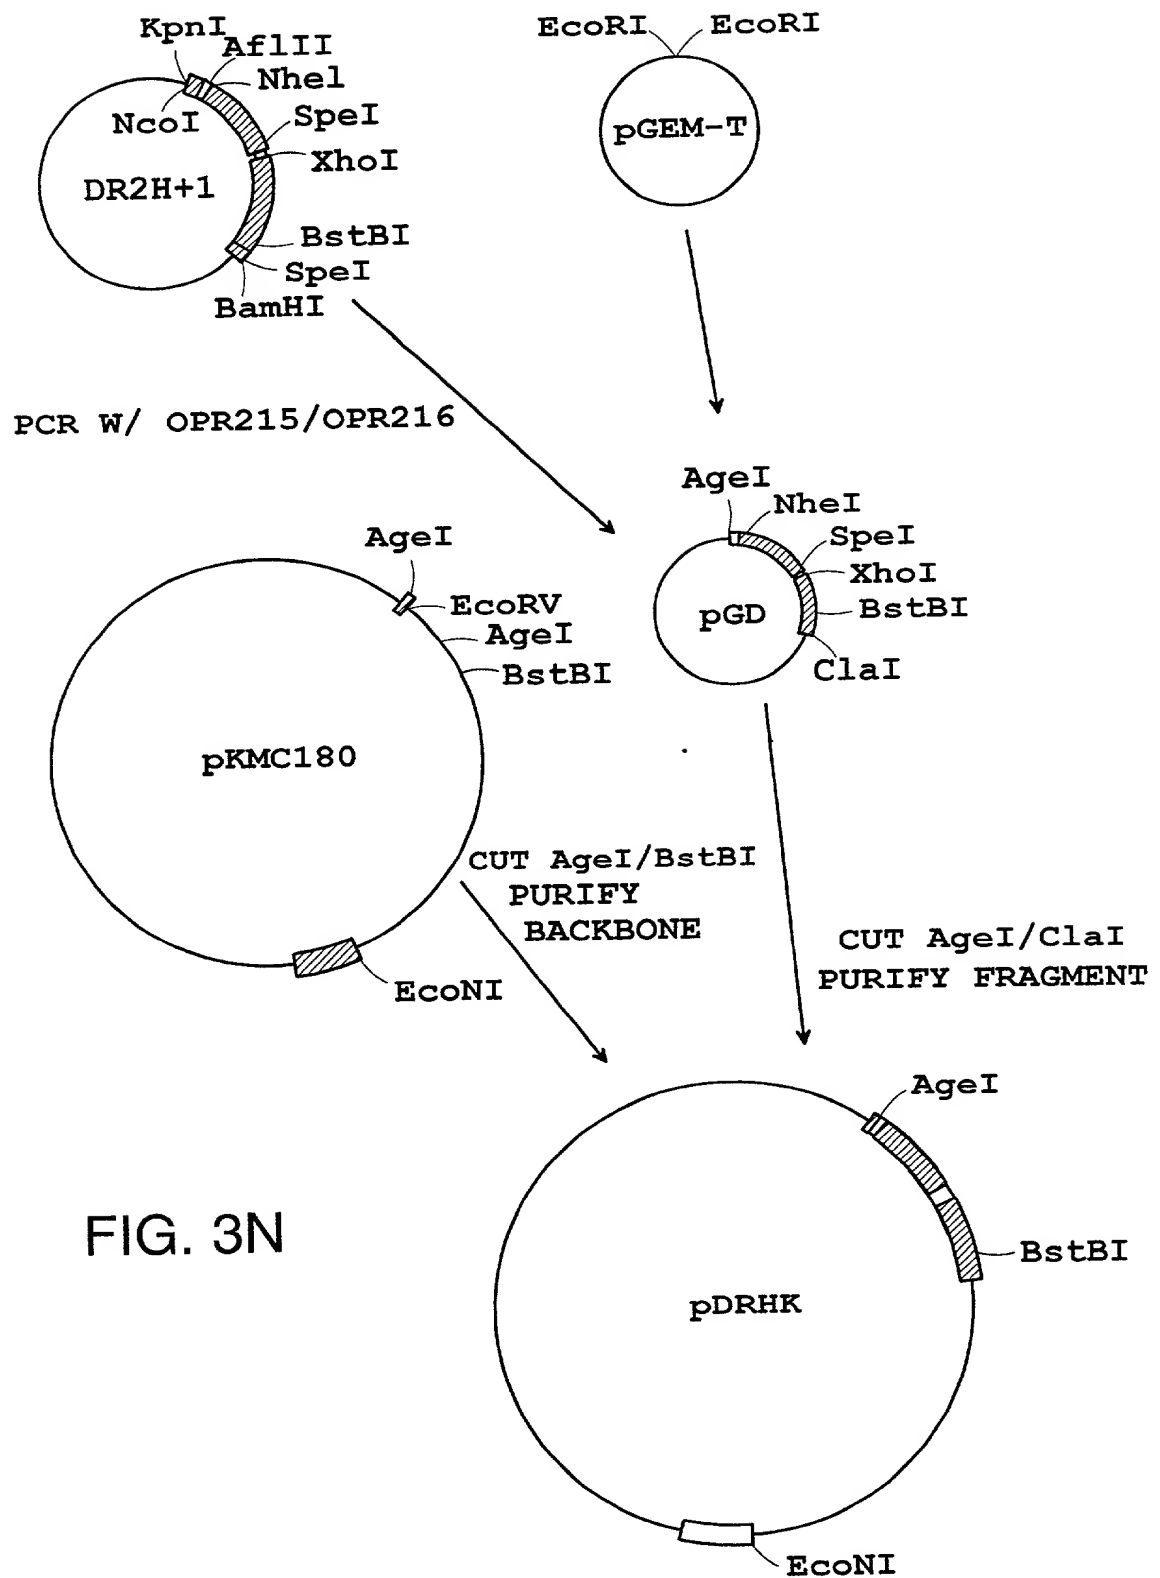 KpnI
AflII
Nhel
NcoI
SpeI
XhoI
DR2H+1
BstBI
SpeI
BamHI
EcoRI
EcoRI
pGEM-T
PCR W/ OPR215/OPR216
AgeI
NheI
SpeI
XhoI
BstBI
pGD
ClaI
AgeI
EcoRV
AgeI
BstBI
pKMC180
CUT AgeI/BstBI
PURIFY
BACKBONE
EcoNI
CUT AgeI/ClaI
PURIFY FRAGMENT
AgeI
BstBI
pDRHK
EcoNI
FIG. 3N